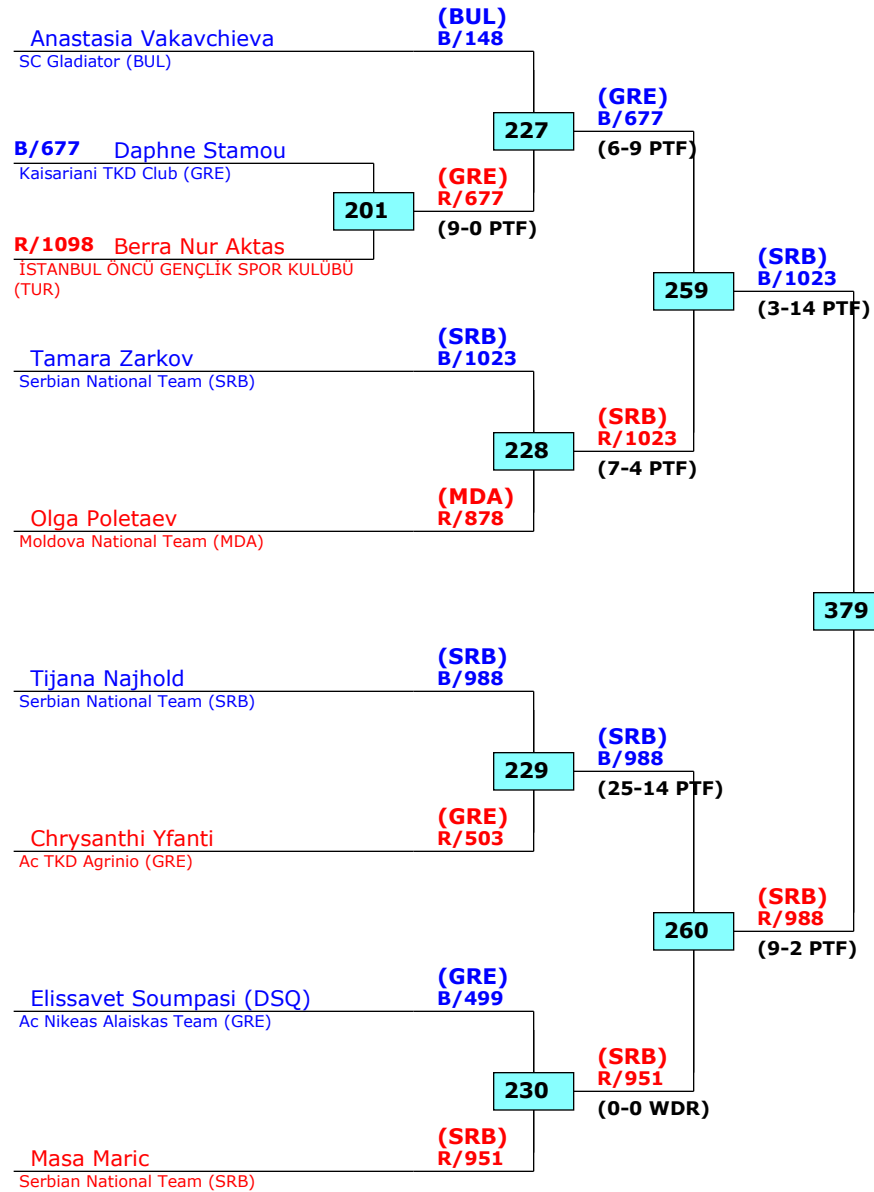 (BUL)
Anastasia Vakavchieva B/148
SC Gladiator (BUL)
(GRE)
B/677
227
(6-9 PTF)
B/677 Daphne Stamou
Kaisariani TKD Club (GRE)
(GRE)
R/677
201
(9-0 PTF)
R/1098 Berra Nur Aktas
İSTANBUL ÖNCÜ GENÇLİK SPOR KULÜBÜ
(TUR)
(SRB)
B/1023
259
(3-14 PTF)
(SRB)
Tamara Zarkov B/1023
Serbian National Team (SRB)
(SRB)
R/1023
228
(7-4 PTF)
(MDA)
Olga Poletaev R/878
Moldova National Team (MDA)
379
(SRB)
Tijana Najhold B/988
Serbian National Team (SRB)
(SRB)
B/988
229
(25-14 PTF)
(GRE)
Chrysanthi Yfanti R/503
Ac TKD Agrinio (GRE)
(SRB)
R/988
260
(9-2 PTF)
(GRE)
Elissavet Soumpasi (DSQ) B/499
Ac Nikeas Alaiskas Team (GRE)
(SRB)
R/951
230
(0-0 WDR)
(SRB)
Masa Maric R/951
Serbian National Team (SRB)